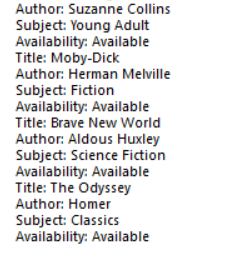 Author: Suzanne Collins
Subject: Young Adult
Availability: Available
Title: Moby-Dick
Author: Herman Melville
Subject: Fiction
Availability: Available
Title: Brave New World
Author: Aldous Huxley
Subject: Science Fiction
Availability: Available
Title: The Odyssey
Author: Homer
Subject: Classics
Availability: Available